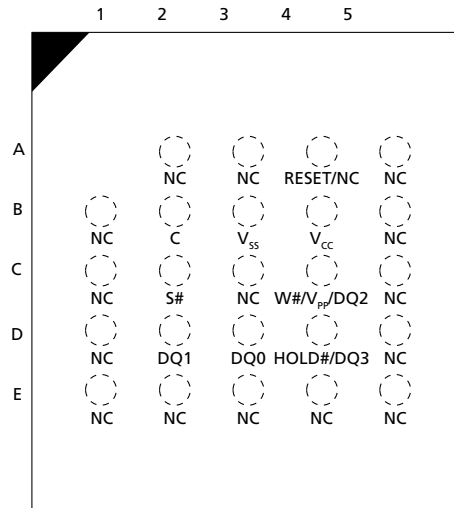 1 2 3 4 5
A
NC NC RESET/NC NC
B
NC C VSS VCC NC
C
NC S# NC W#/VPP/DQ2 NC
D
NC DQ1 DQ0 HOLD#/DQ3 NC
E
NC NC NC NC NC